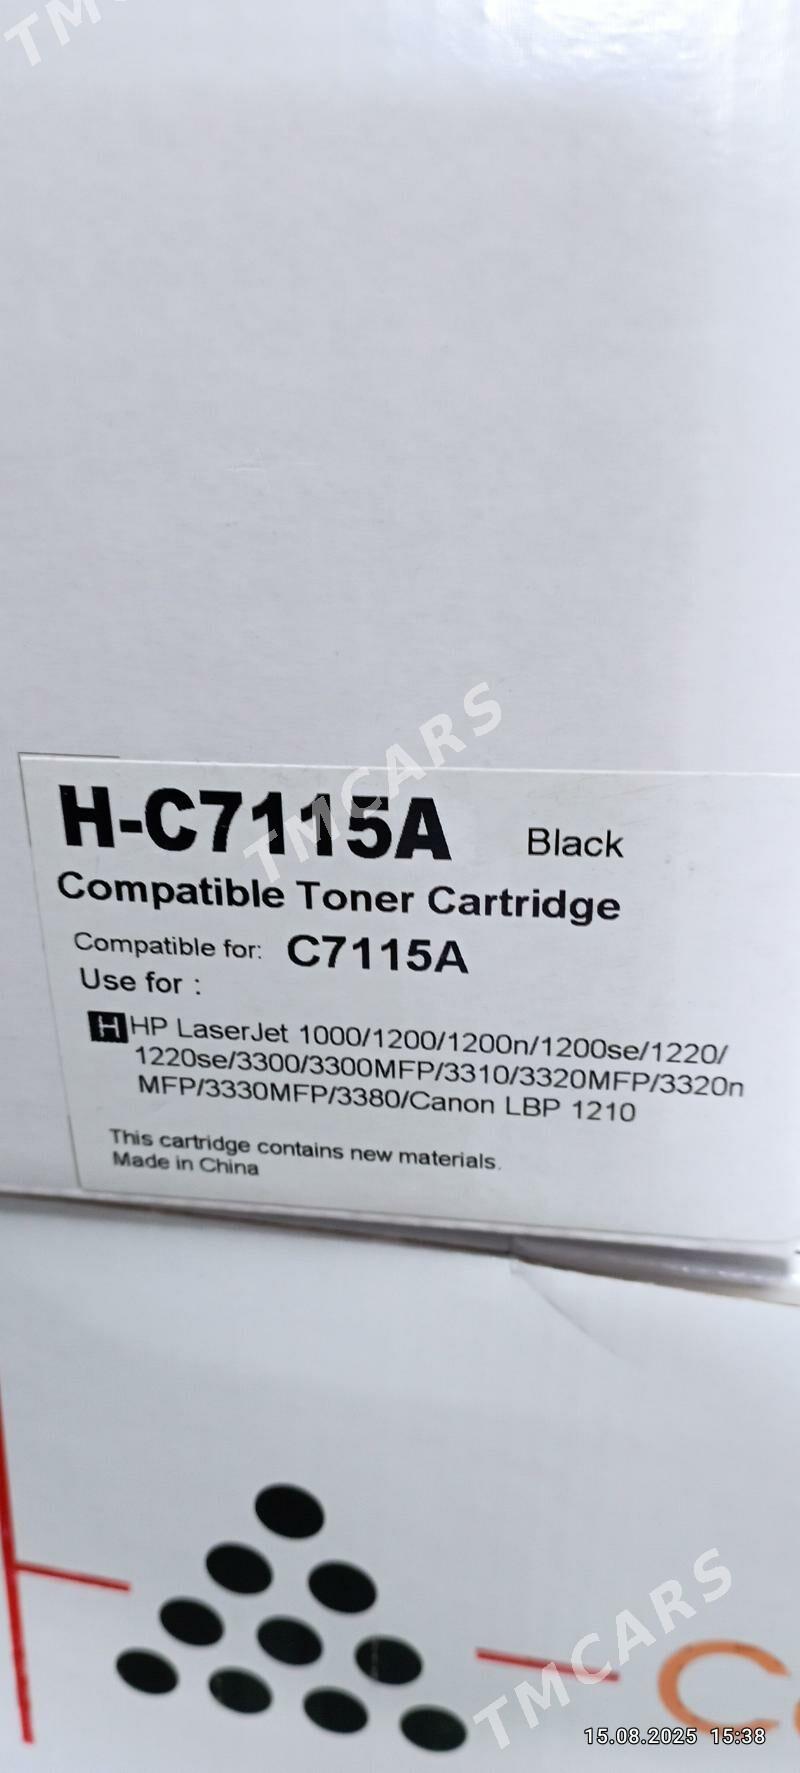 TMCARS
H-C7115A Black
Compatible Toner Cartridge
Compatible for: C7115A
Use for :
H HP LaserJet 1000/1200/1200n/1200se/1220/
1220se/3300/3300MFP/3310/3320MFP/3320n
MFP/3330MFP/3380/Canon LBP 1210
This cartridge contains new materials.
Made in China
TMCARS
15.08.2025 15:38